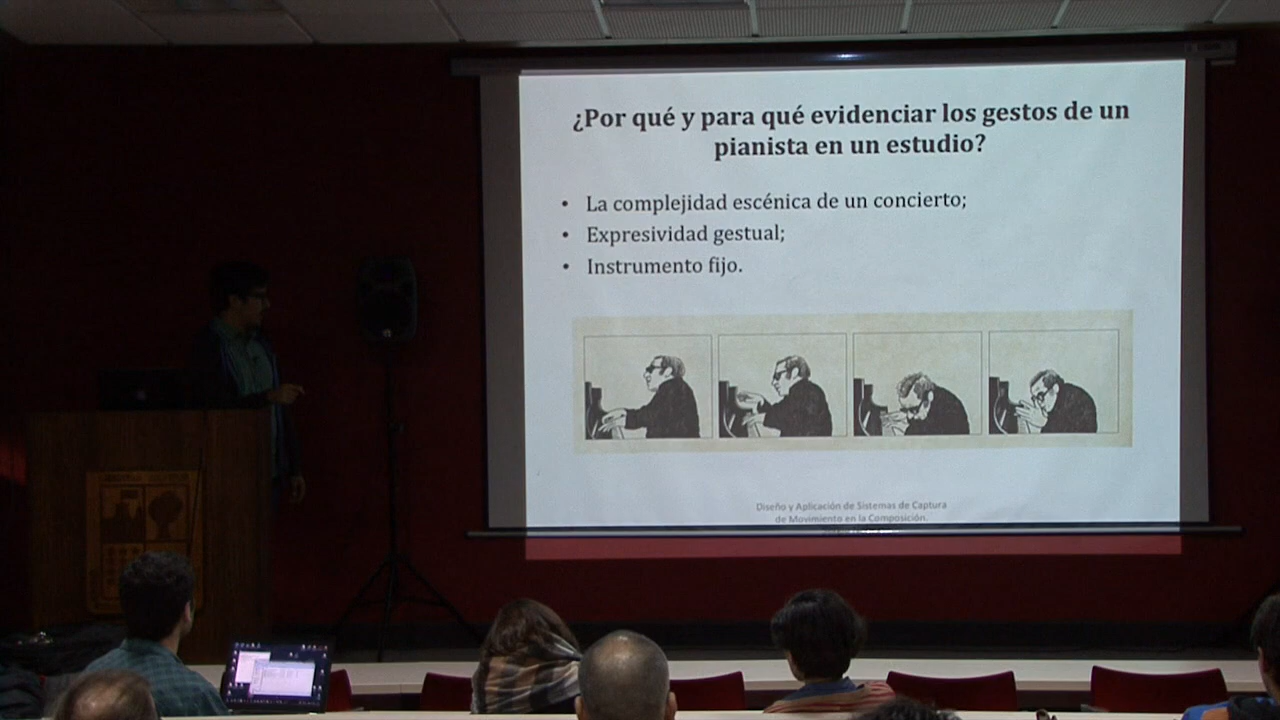 ¿Por qué y para qué evidenciar los gestos de un
pianista en un estudio?
• La complejidad escénica de un concierto;
• Expresividad gestual;
• Instrumento fijo.
Diseño y Aplicación de Sistemas de Captura
de Movimiento en la Composición.